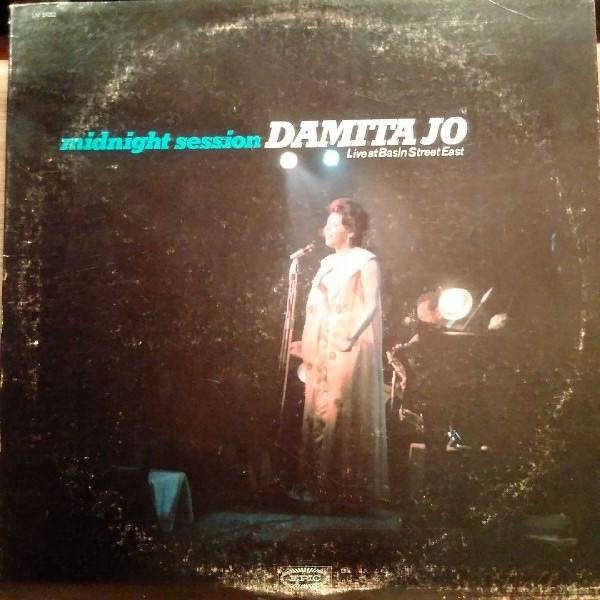 midnight session DAMITA JO
Live at Basin Street East
EPIC